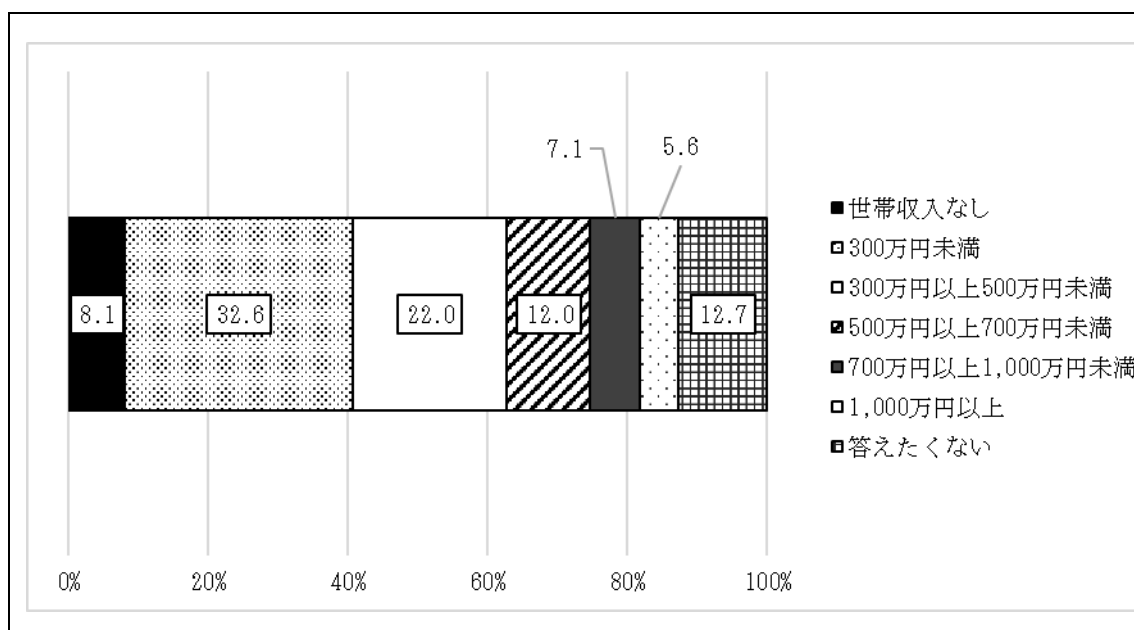 7.1
5.6
8.1
32.6
22.0
12.0
12.7
世帯収入なし
300万円未満
300万円以上500万円未満
500万円以上700万円未満
700万円以上1,000万円未満
1,000万円以上
答えたくない
0%
20%
40%
60%
80%
100%